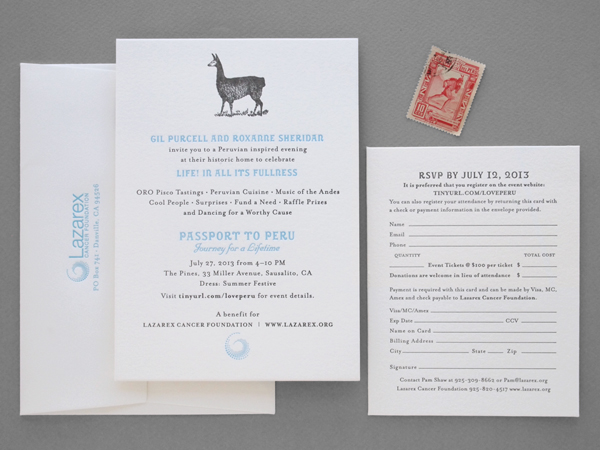 Lazarex
CANCER FOUNDATION
PO Box 741 · Danville, CA 94526
GIL PURCELL AND ROXANNE SHERIDAN
invite you to a Peruvian inspired evening
at their historic home to celebrate
LIFE! IN ALL ITS FULLNESS
ORO Pisco Tastings · Peruvian Cuisine · Music of the Andes
Cool People · Surprises · Fund a Need · Raffle Prizes
and Dancing for a Worthy Cause
PASSPORT TO PERU
Journey for a Lifetime
July 27, 2013 from 4–10 PM
The Pines, 33 Miller Avenue, Sausalito, CA
Dress: Summer Festive
Visit tinyurl.com/loveperu for event details.
A benefit for
LAZAREX CANCER FOUNDATION | WWW.LAZAREX.ORG
10
RSVP BY JULY 12, 2013
It is preferred that you register on the event website:
TINYURL.COM/LOVEPERU
You can also register your attendance by returning this card with
a check or payment information in the envelope provided.
Name
Email
Phone
QUANTITY TOTAL COST
Event Tickets @ $100 per ticket $
Donations are welcome in lieu of attendance $
Payment is required with this card and can be made by Visa, MC,
Amex and check payable to Lazarex Cancer Foundation.
Visa/MC/Amex
Exp Date CCV
Name on Card
Billing Address
City State Zip
Signature
Contact Pam Shaw at 925-309-8662 or Pam@lazarex.org
Lazarex Cancer Foundation 925-820-4517 www.lazarex.org